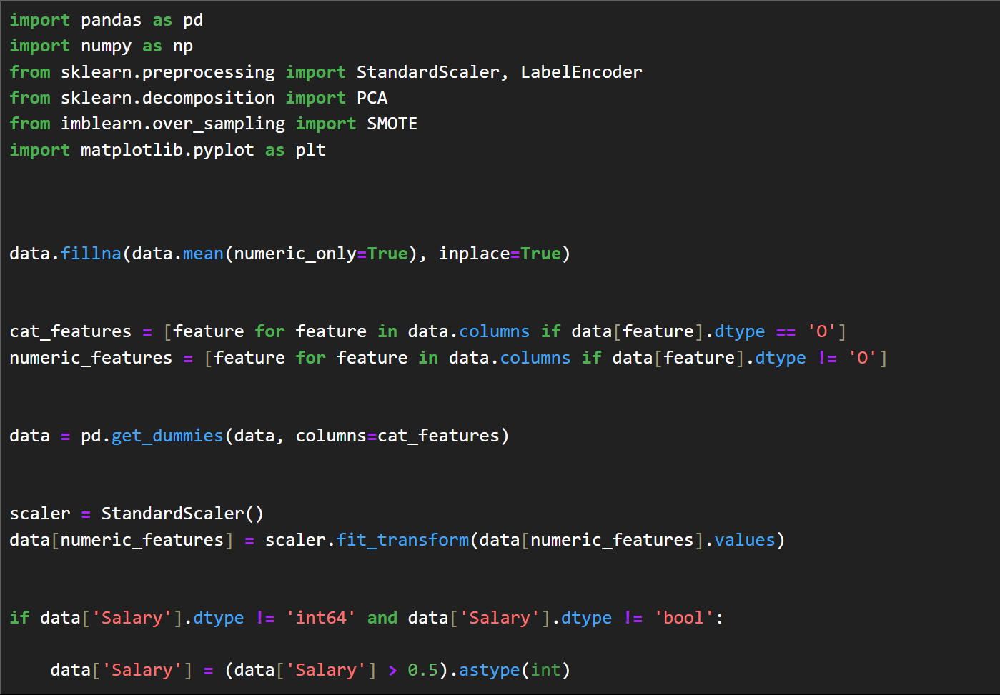 import pandas as pd
import numpy as np
from sklearn.preprocessing import StandardScaler, LabelEncoder
from sklearn.decomposition import PCA
from imblearn.over_sampling import SMOTE
import matplotlib.pyplot as plt
data.fillna(data.mean(numeric_only=True), inplace=True)
cat_features = [feature for feature in data.columns if data[feature].dtype == 'O']
numeric_features = [feature for feature in data.columns if data[feature].dtype != 'O']
data = pd.get_dummies(data, columns=cat_features)
scaler = StandardScaler()
data[numeric_features] = scaler.fit_transform(data[numeric_features].values)
if data['Salary'].dtype != 'int64' and data['Salary'].dtype != 'bool':
    data['Salary'] = (data['Salary'] > 0.5).astype(int)